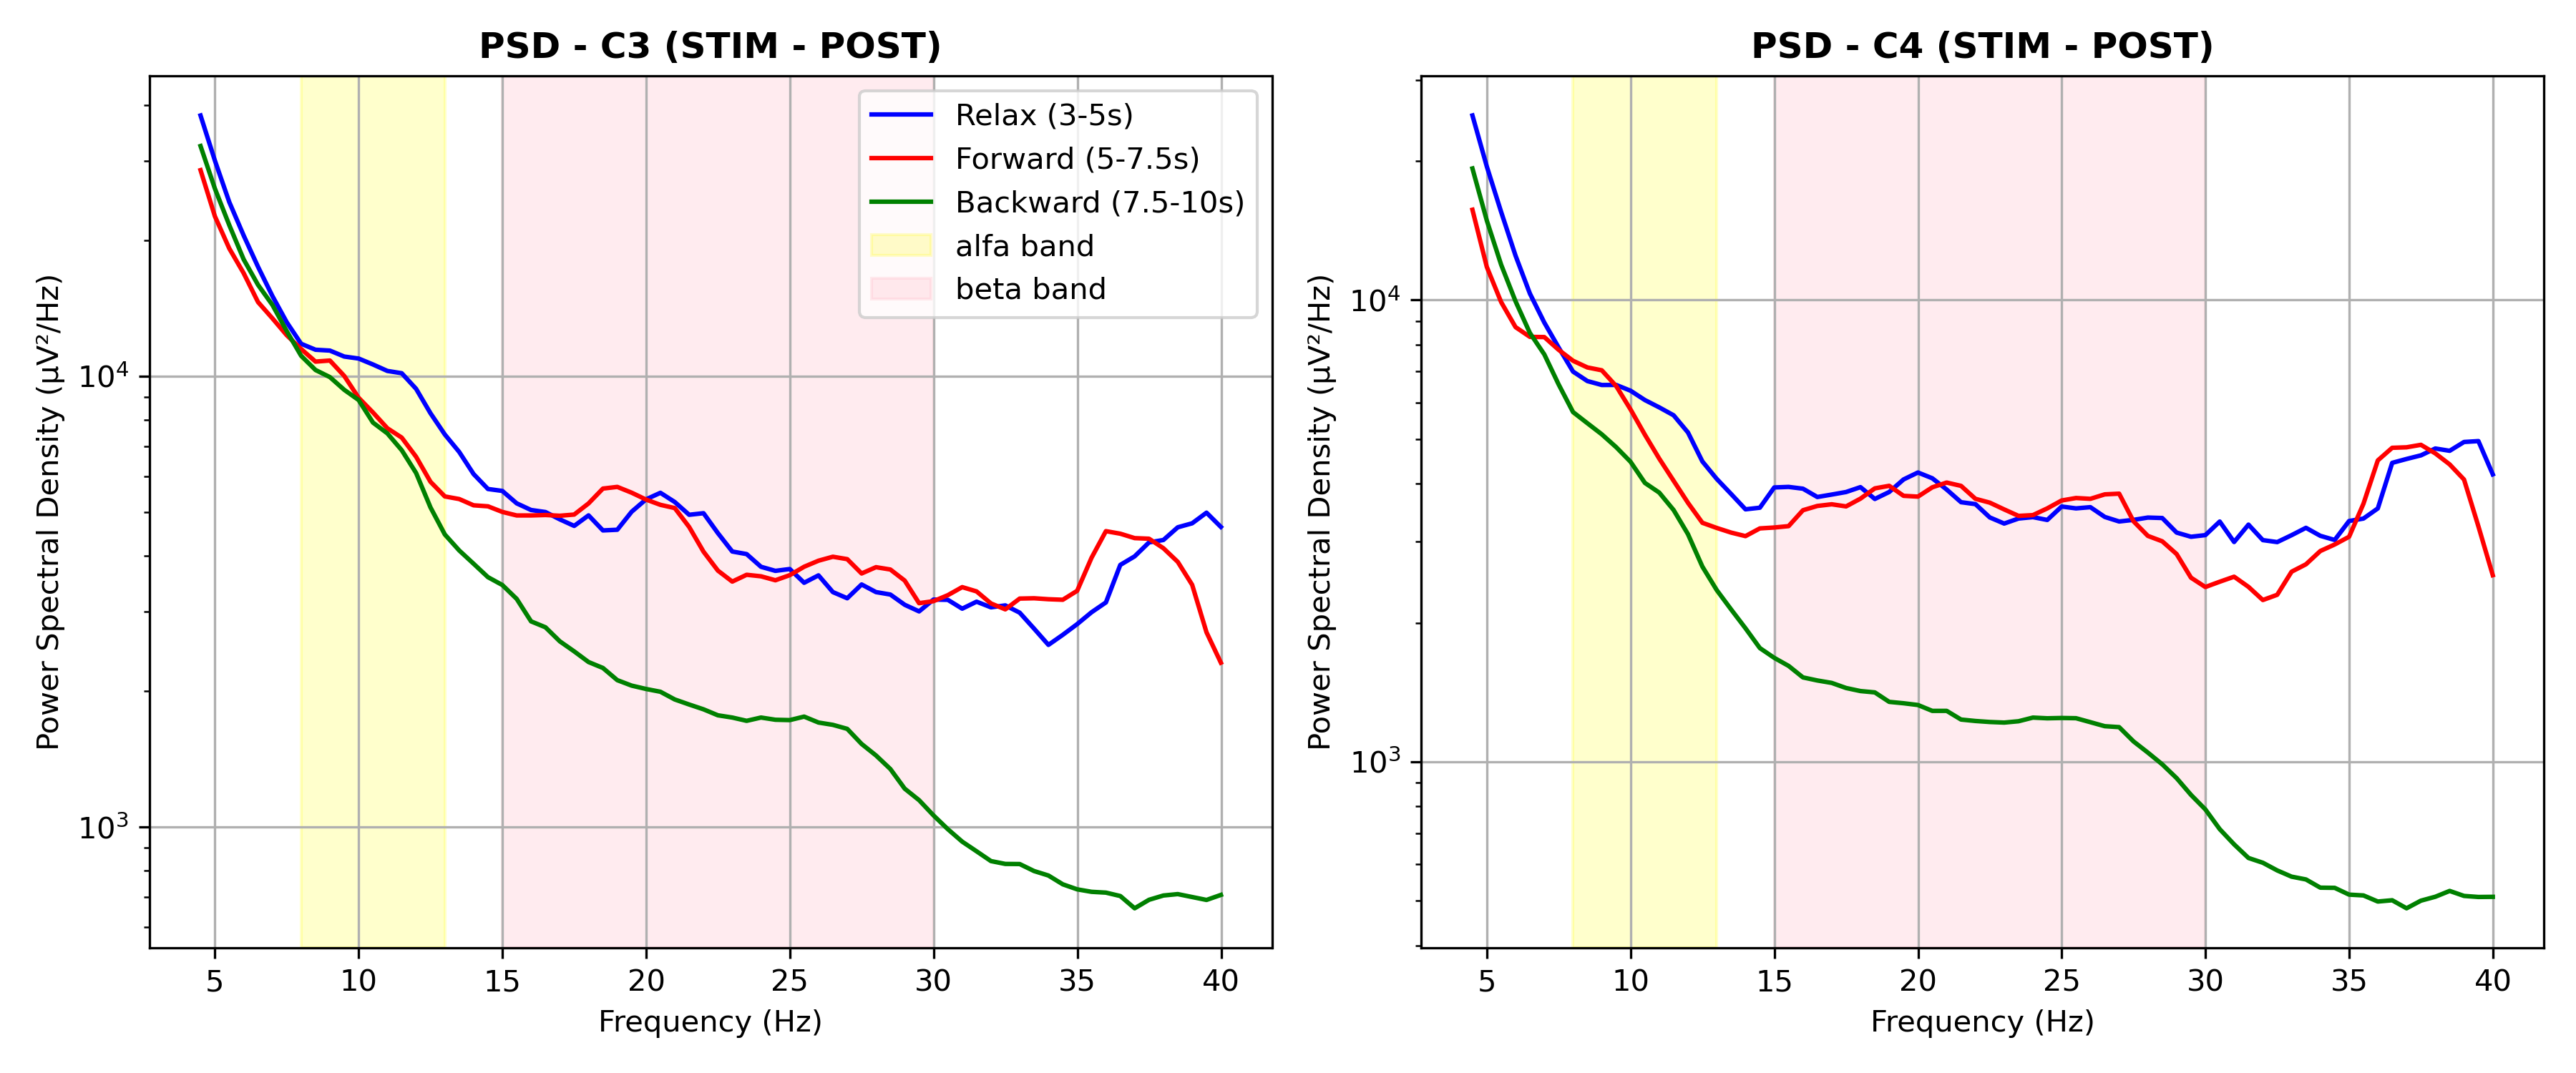 PSD - C3 (STIM - POST)
Power Spectral Density (µV²/Hz)
10⁴
10³
5 10 15 20 25 30 35 40
Frequency (Hz)
Relax (3-5s)
Forward (5-7.5s)
Backward (7.5-10s)
alfa band
beta band
PSD - C4 (STIM - POST)
Power Spectral Density (µV²/Hz)
10⁴
10³
5 10 15 20 25 30 35 40
Frequency (Hz)